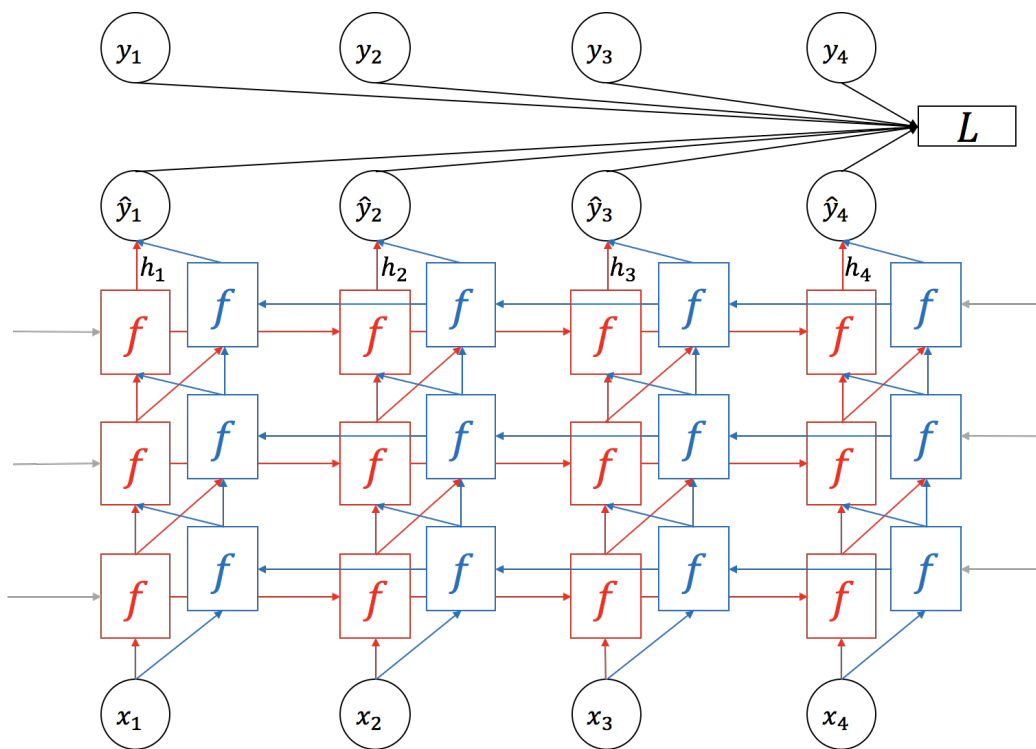 y₁ y₂ y₃ y₄
L
ŷ₁ ŷ₂ ŷ₃ ŷ₄
h₁ h₂ h₃ h₄
f f f f f f f f
f f f f f f f f
f f f f f f f f
x₁ x₂ x₃ x₄